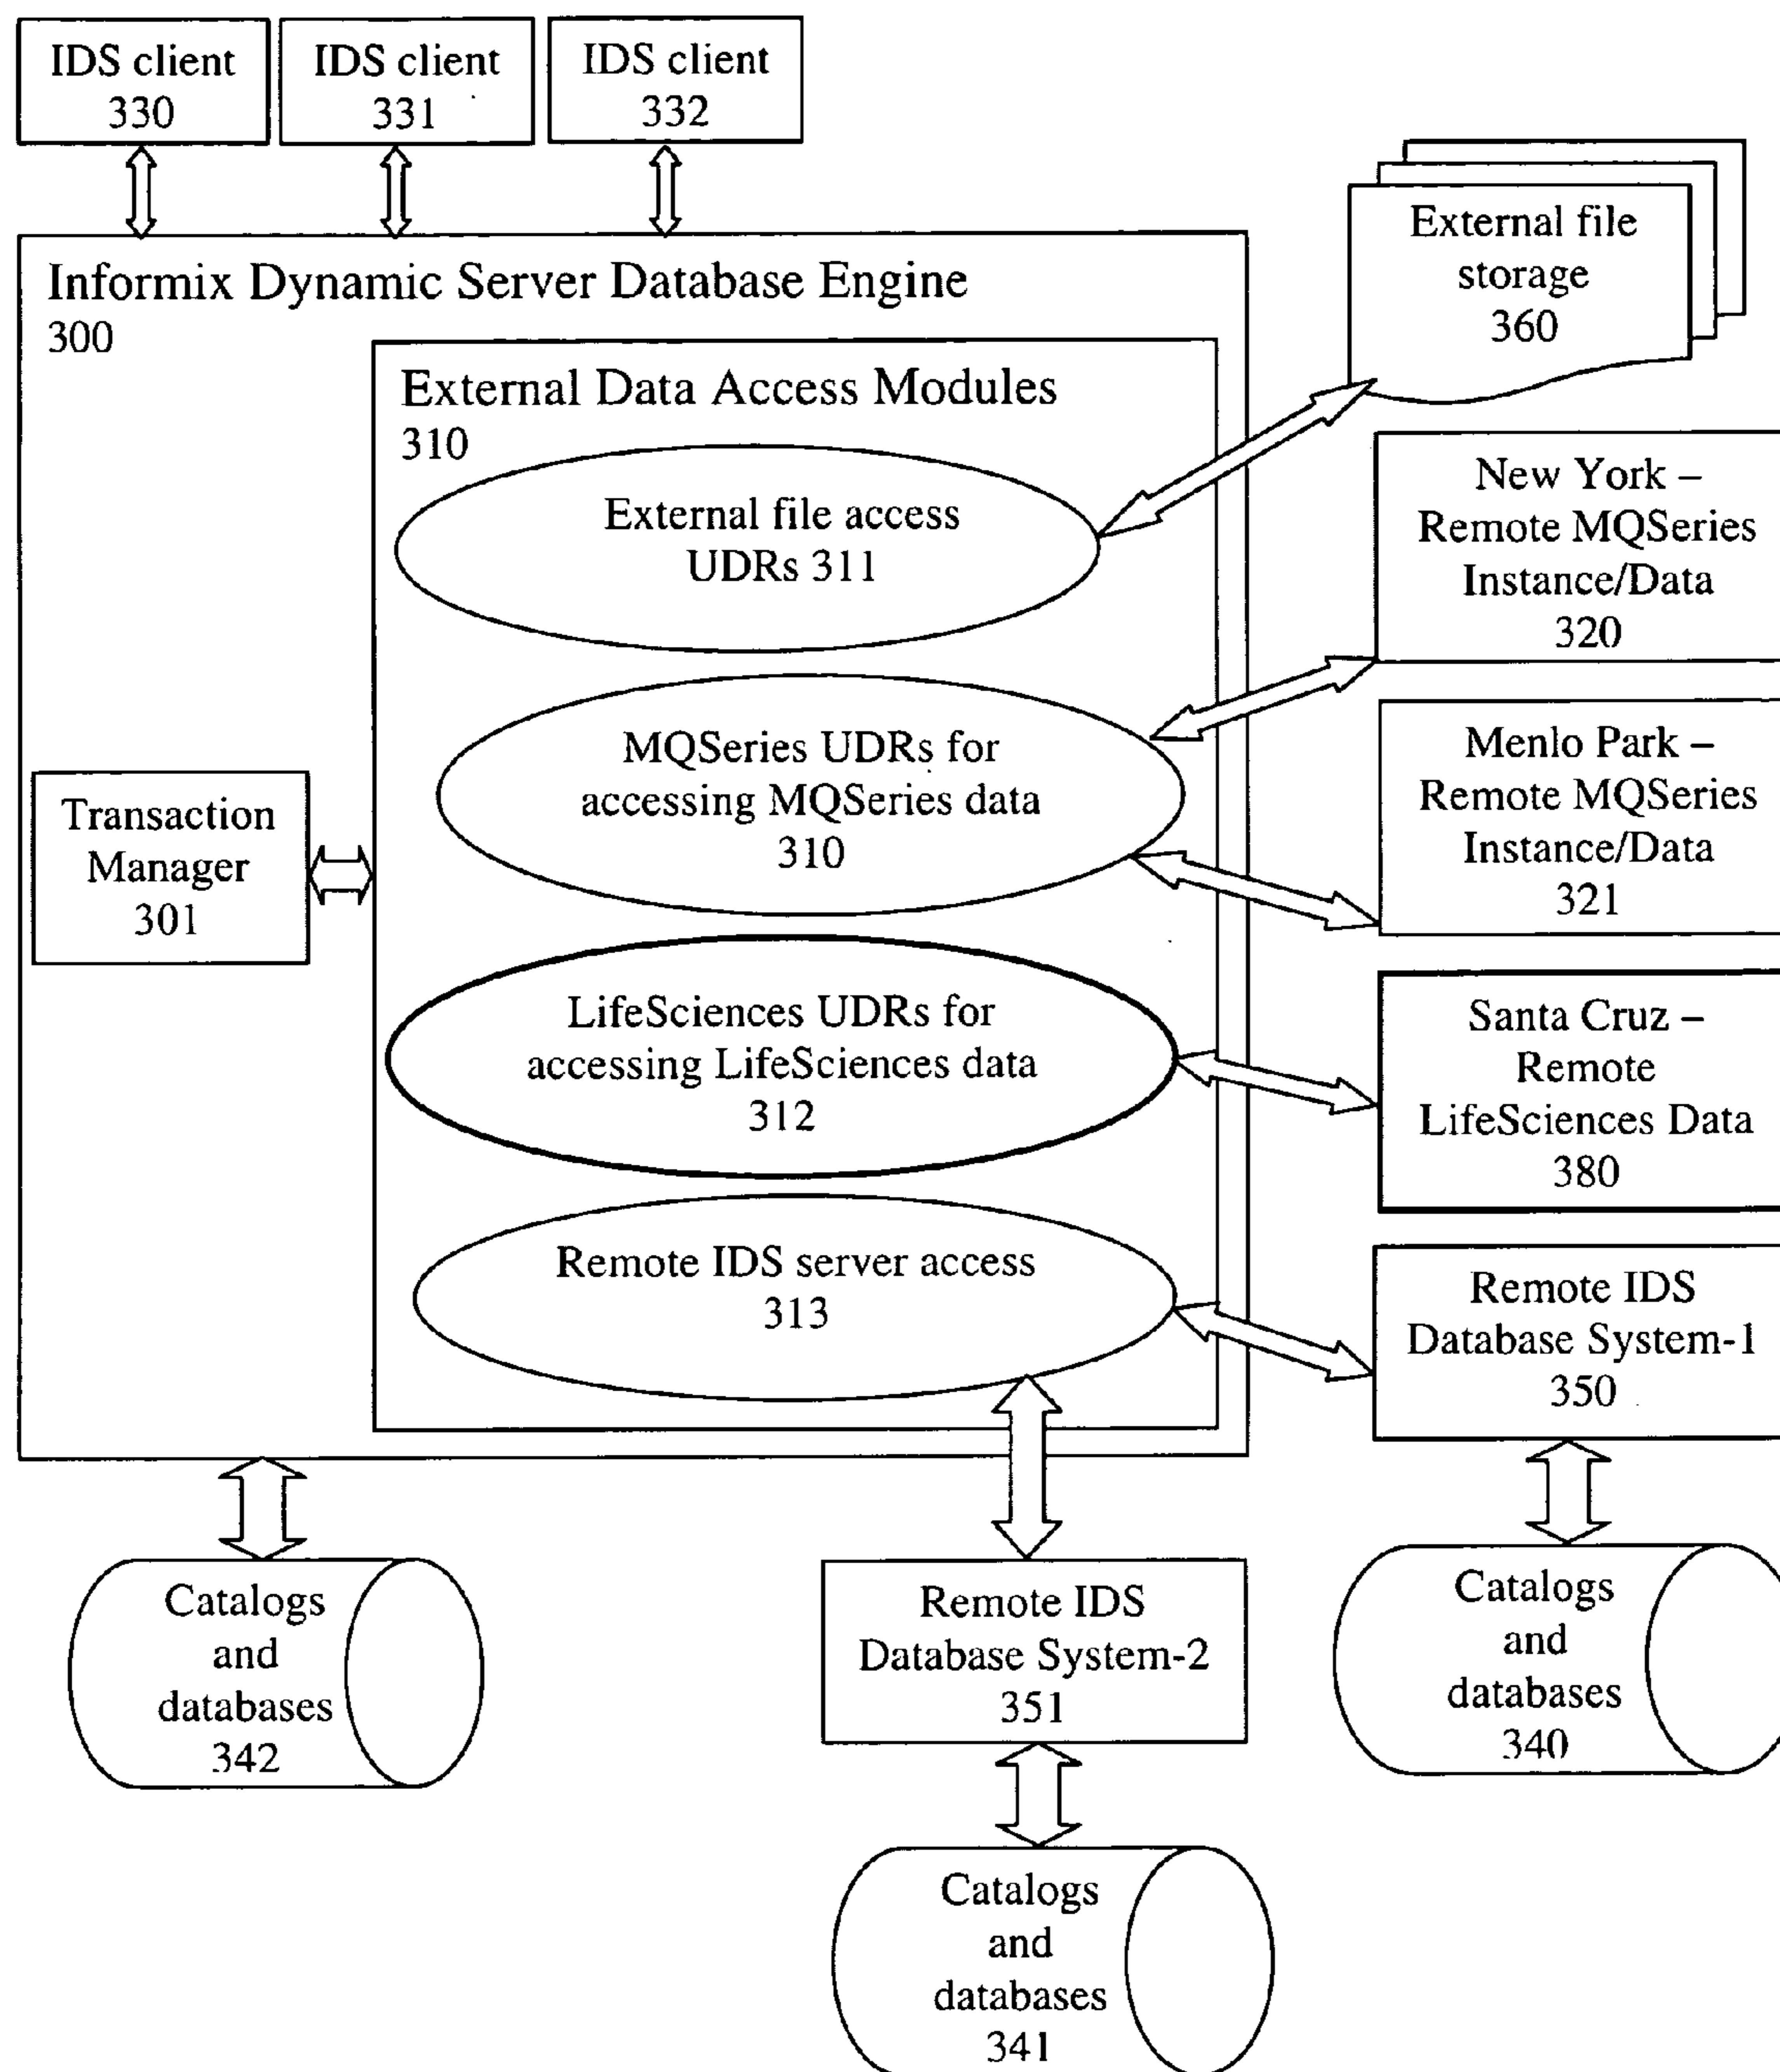 IDS client
330
IDS client
331
IDS client
332
Informix Dynamic Server Database Engine
300
External Data Access Modules
310
External file access
UDRs 311
MQSeries UDRs for
accessing MQSeries data
310
LifeSciences UDRs for
accessing LifeSciences data
312
Remote IDS server access
313
Transaction
Manager
301
External file
storage
360
New York –
Remote MQSeries
Instance/Data
320
Menlo Park –
Remote MQSeries
Instance/Data
321
Santa Cruz –
Remote
LifeSciences Data
380
Remote IDS
Database System-1
350
Catalogs
and
databases
342
Remote IDS
Database System-2
351
Catalogs
and
databases
340
Catalogs
and
databases
341